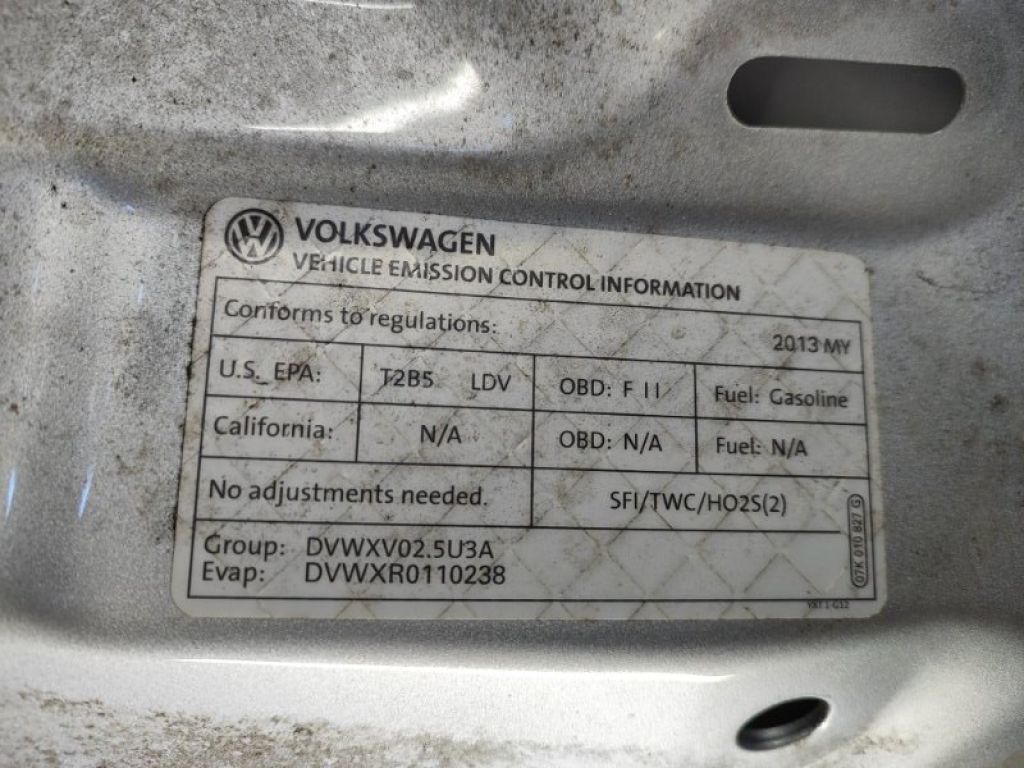 VOLKSWAGEN
VEHICLE EMISSION CONTROL INFORMATION
Conforms to regulations: 2013 MY
U.S. EPA: T2B5 LDV OBD: F II Fuel: Gasoline
California: N/A OBD: N/A Fuel: N/A
No adjustments needed. SFI/TWC/HO2S(2)
Group: DVWXV02.5U3A
Evap: DVWXR0110238
07K 010 827 G